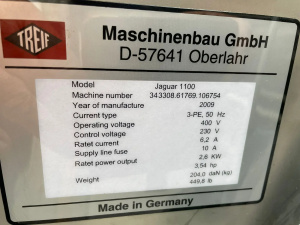 TREIF
Maschinenbau GmbH
D-57641 Oberlahr
Model Jaguar 1100
Machine number 343308.61769.106754
Year of manufacture 2009
Current type 3-PE, 50 Hz
Operating voltage 400 V
Control voltage 230 V
Ratet current 6,2 A
Supply line fuse 10 A
Ratet power output 2,6 KW
3,54 hp
Weight 204,0 daN (kg)
449,8 lb
Made in Germany